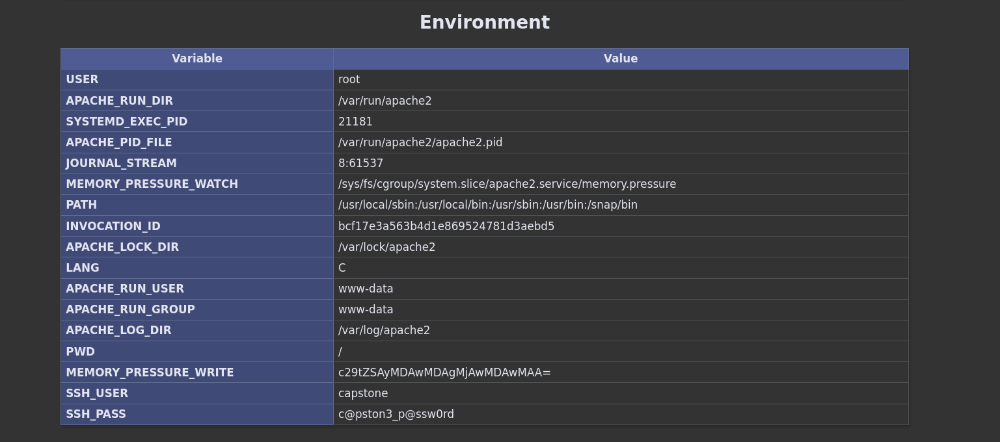 Environment
Variable Value
USER root
APACHE_RUN_DIR /var/run/apache2
SYSTEMD_EXEC_PID 21181
APACHE_PID_FILE /var/run/apache2/apache2.pid
JOURNAL_STREAM 8:61537
MEMORY_PRESSURE_WATCH /sys/fs/cgroup/system.slice/apache2.service/memory.pressure
PATH /usr/local/sbin:/usr/local/bin:/usr/sbin:/usr/bin:/snap/bin
INVOCATION_ID bcf17e3a563b4d1e869524781d3aebd5
APACHE_LOCK_DIR /var/lock/apache2
LANG C
APACHE_RUN_USER www-data
APACHE_RUN_GROUP www-data
APACHE_LOG_DIR /var/log/apache2
PWD /
MEMORY_PRESSURE_WRITE c29tZSAyMDAwMDAgMjAwMDAwMAA=
SSH_USER capstone
SSH_PASS c@pston3_p@ssw0rd